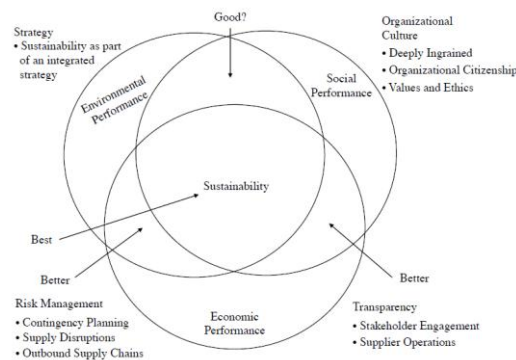 Good?
Strategy
• Sustainability as part
of an integrated
strategy
Organizational
Culture
• Deeply Ingrained
• Organizational Citizenship
• Values and Ethics
Environmental
Performance
Social
Performance
Sustainability
Best
Better
Better
Economic
Performance
Risk Management
• Contingency Planning
• Supply Disruptions
• Outbound Supply Chains
Transparency
• Stakeholder Engagement
• Supplier Operations